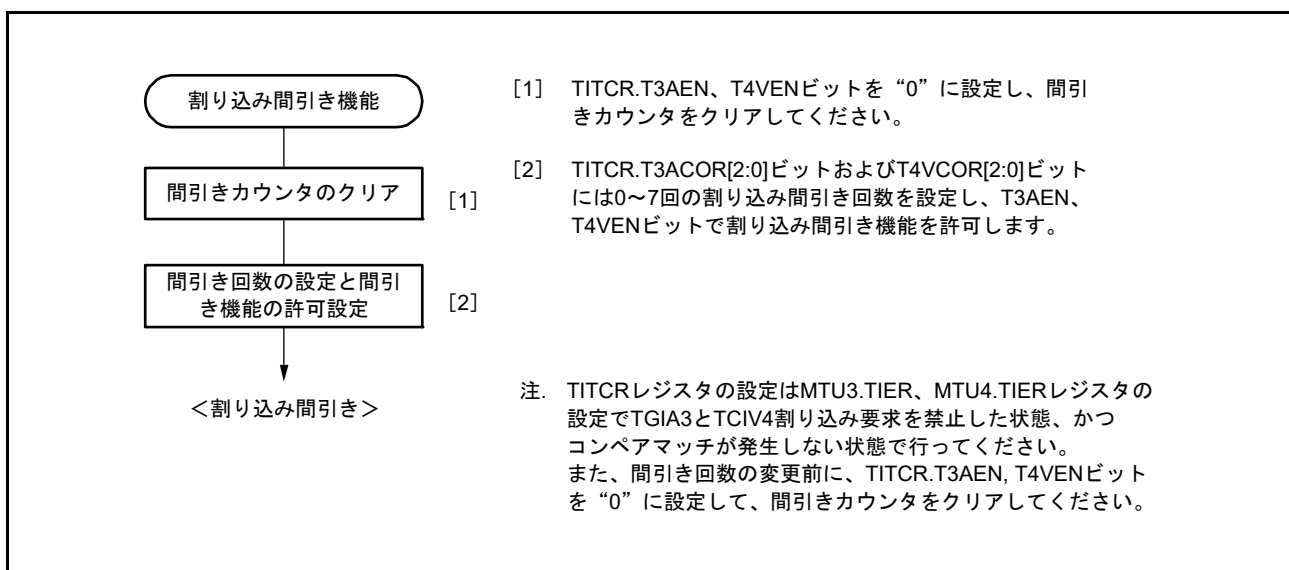 割り込み間引き機能
間引きカウンタのクリア
[1]
間引き回数の設定と間引
き機能の許可設定
[2]
＜割り込み間引き＞
[1] TITCR.T3AEN、T4VENビットを“0”に設定し、間引
きカウンタをクリアしてください。
[2] TITCR.T3ACOR[2:0]ビットおよびT4VCOR[2:0]ビット
には0～7回の割り込み間引き回数を設定し、T3AEN、
T4VENビットで割り込み間引き機能を許可します。
注. TITCRレジスタの設定はMTU3.TIER、MTU4.TIERレジスタの
設定でTGIA3とTCIV4割り込み要求を禁止した状態、かつ
コンペアマッチが発生しない状態で行ってください。
また、間引き回数の変更前に、TITCR.T3AEN, T4VENビット
を“0”に設定して、間引きカウンタをクリアしてください。